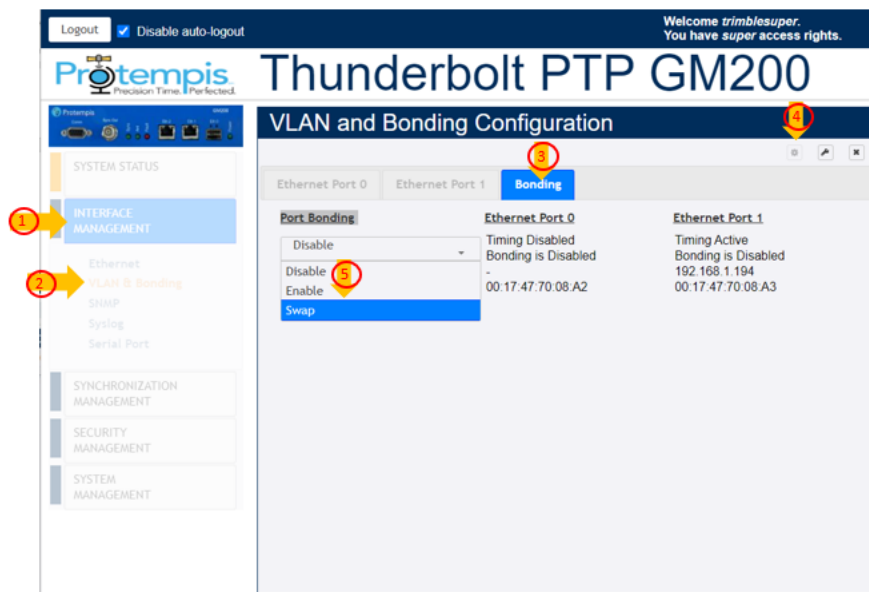 Logout
Disable auto-logout
Welcome trimblesuper.
You have super access rights.
Protempis
Precision Time. Perfected.
Thunderbolt PTP GM200
Protempis
VLAN and Bonding Configuration
4
SYSTEM STATUS
3
Ethernet Port 0
Ethernet Port 1
Bonding
1
INTERFACE
MANAGEMENT
Port Bonding
Ethernet Port 0
Ethernet Port 1
Disable
Timing Disabled
Timing Active
Bonding is Disabled
Bonding is Disabled
Ethernet
Disable
5
-
192.168.1.194
2
VLAN & Bonding
Enable
00:17:47:70:08:A2
00:17:47:70:08:A3
SNMP
Swap
Syslog
Serial Port
SYNCHRONIZATION
MANAGEMENT
SECURITY
MANAGEMENT
SYSTEM
MANAGEMENT